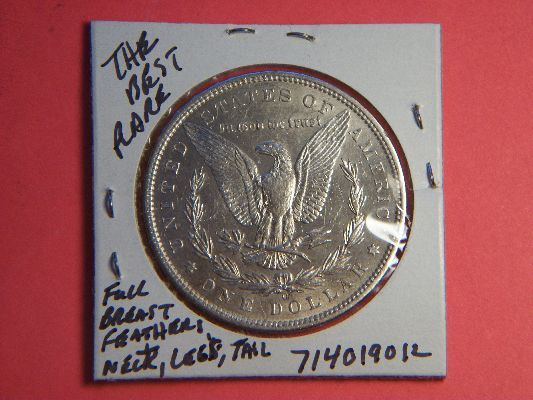 THE
BEST
RARE
UNITED STATES OF AMERICA
In God we trust
ONE DOLLAR
O
Full
BREAST
FEATHERS
NECK, LEGS, TAIL
714019012